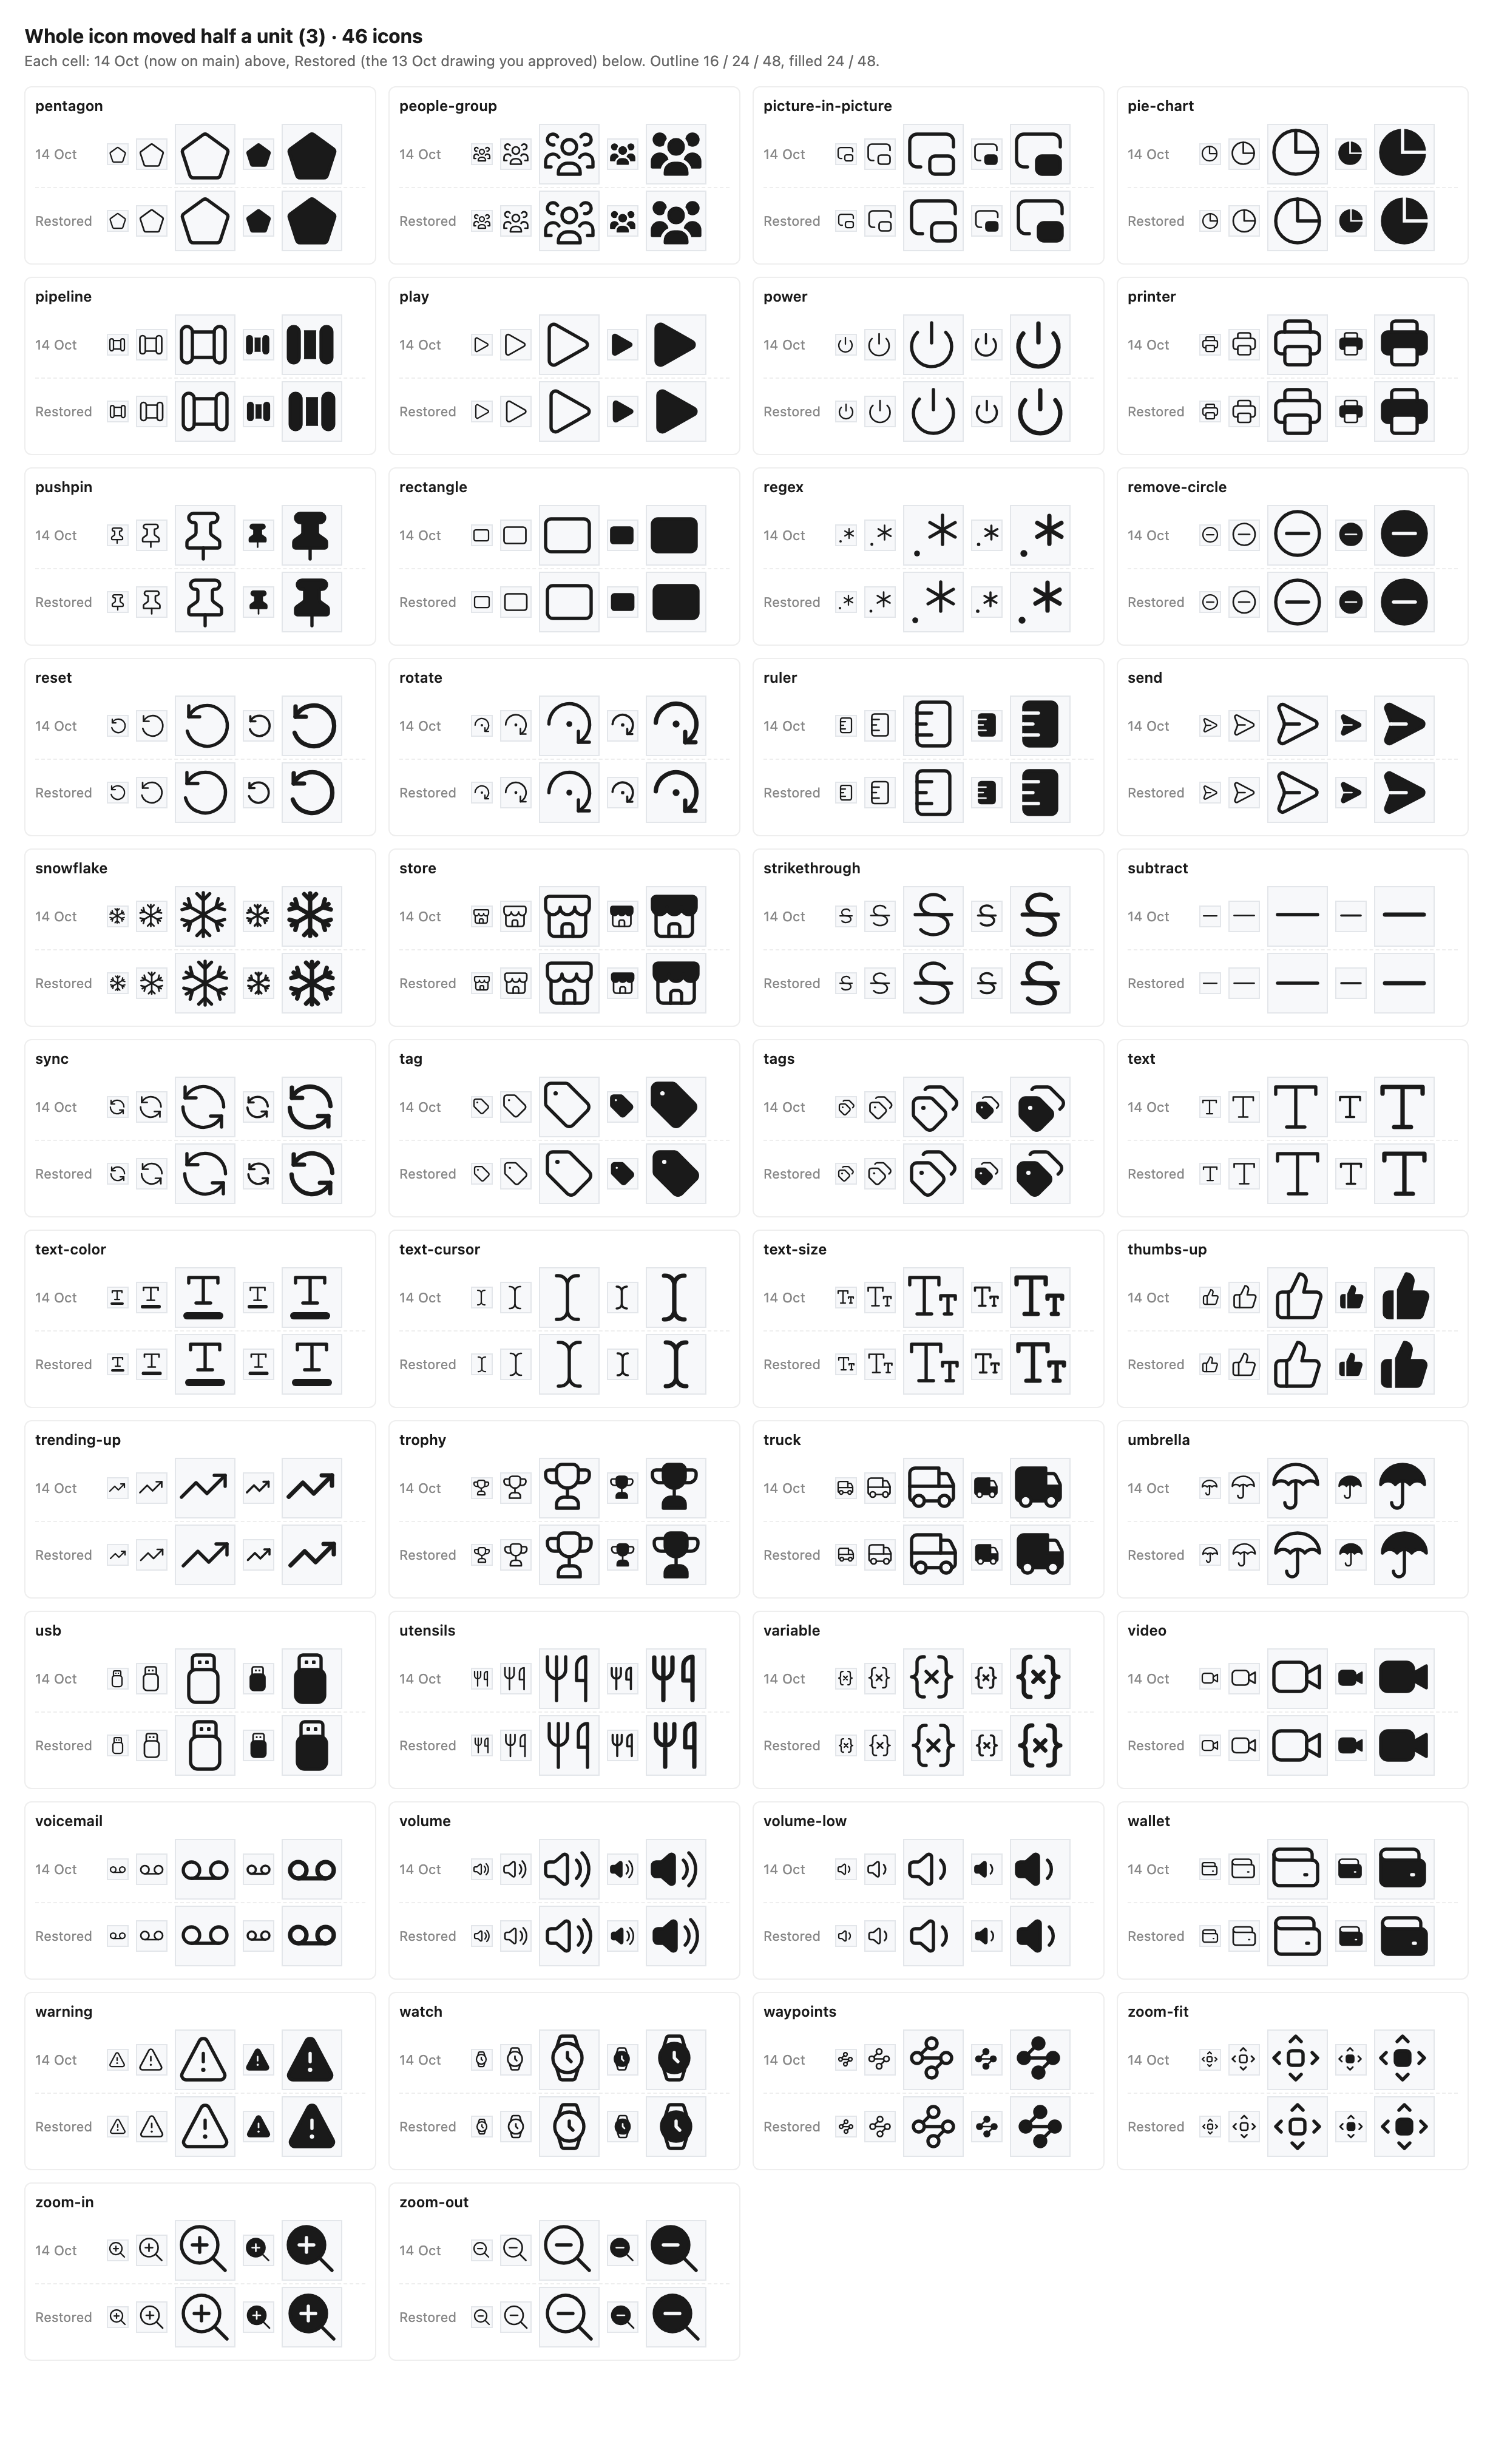 Whole icon moved half a unit (3) · 46 icons
Each cell: 14 Oct (now on main) above, Restored (the 13 Oct drawing you approved) below. Outline 16 / 24 / 48, filled 24 / 48.
pentagon
14 Oct
Restored
people-group
14 Oct
Restored
picture-in-picture
14 Oct
Restored
pie-chart
14 Oct
Restored
pipeline
14 Oct
Restored
play
14 Oct
Restored
power
14 Oct
Restored
printer
14 Oct
Restored
pushpin
14 Oct
Restored
rectangle
14 Oct
Restored
regex
14 Oct
Restored
remove-circle
14 Oct
Restored
reset
14 Oct
Restored
rotate
14 Oct
Restored
ruler
14 Oct
Restored
send
14 Oct
Restored
snowflake
14 Oct
Restored
store
14 Oct
Restored
strikethrough
14 Oct
Restored
subtract
14 Oct
Restored
sync
14 Oct
Restored
tag
14 Oct
Restored
tags
14 Oct
Restored
text
14 Oct
Restored
text-color
14 Oct
Restored
text-cursor
14 Oct
Restored
text-size
14 Oct
Restored
thumbs-up
14 Oct
Restored
trending-up
14 Oct
Restored
trophy
14 Oct
Restored
truck
14 Oct
Restored
umbrella
14 Oct
Restored
usb
14 Oct
Restored
utensils
14 Oct
Restored
variable
14 Oct
Restored
video
14 Oct
Restored
voicemail
14 Oct
Restored
volume
14 Oct
Restored
volume-low
14 Oct
Restored
wallet
14 Oct
Restored
warning
14 Oct
Restored
watch
14 Oct
Restored
waypoints
14 Oct
Restored
zoom-fit
14 Oct
Restored
zoom-in
14 Oct
Restored
zoom-out
14 Oct
Restored